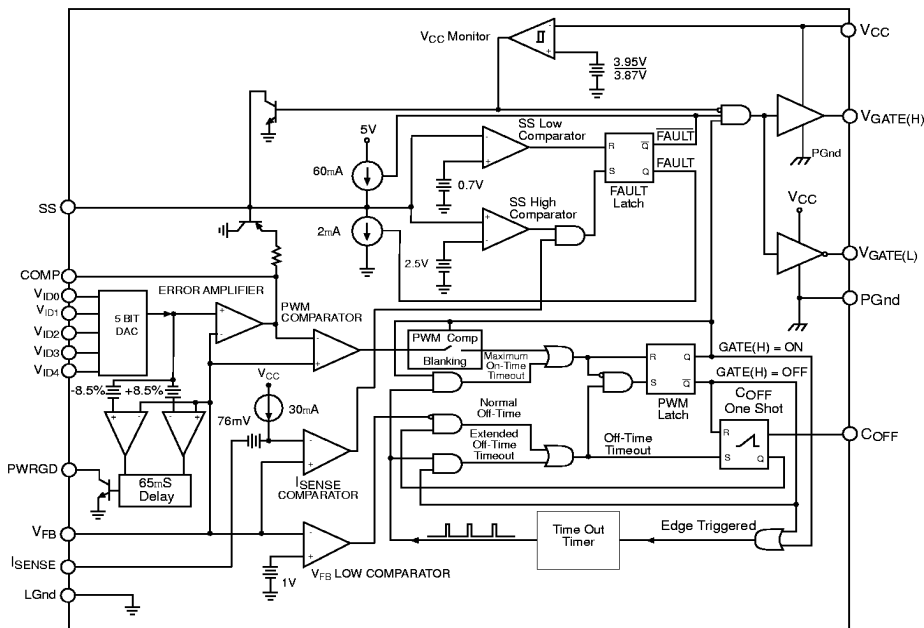 VCC Monitor
VCC
3.95V
3.87V
VGATE(H)
PGnd
5V
60mA
SS Low
Comparator
0.7V
R
Q
S
Q
FAULT
FAULT
FAULT
Latch
SS
2mA
SS High
Comparator
2.5V
VCC
VGATE(L)
PGnd
COMP
VID0
VID1
VID2
VID3
VID4
5 BIT
DAC
ERROR AMPLIFIER
+
-
PWM
COMPARATOR
-
+
PWM Comp
Blanking
Maximum
On-Time
Timeout
R
Q
S
Q
PWM
Latch
GATE(H) = ON
GATE(H) = OFF
-8.5%
+8.5%
VCC
30mA
76mV
Normal
Off-Time
Extended
Off-Time
Timeout
Off-Time
Timeout
COFF
One Shot
R
S
Q
COFF
PWRGD
65mS
Delay
ISENSE
COMPARATOR
VFB
ISENSE
1V
VFB LOW COMPARATOR
Time Out
Timer
Edge Triggered
LGnd